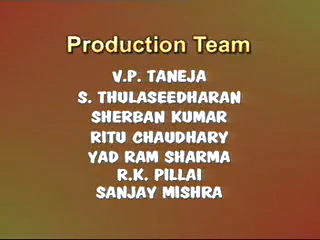 Production Team
V.P. TANEJA
S. THULASEEDHARAN
SHERBAN KUMAR
RITU CHAUDHARY
YAD RAM SHARMA
R.K. PILLAI
SANJAY MISHRA